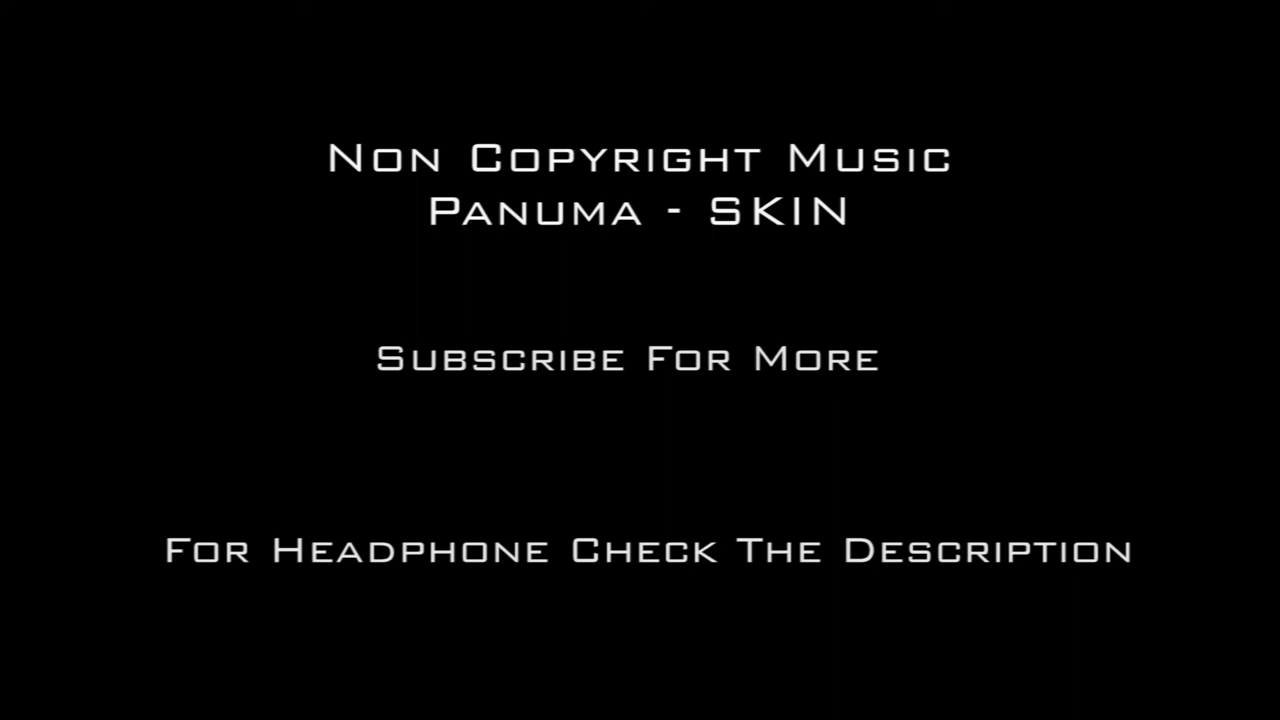 Non Copyright Music
Panuma - SKIN
Subscribe For More
For Headphone Check The Description